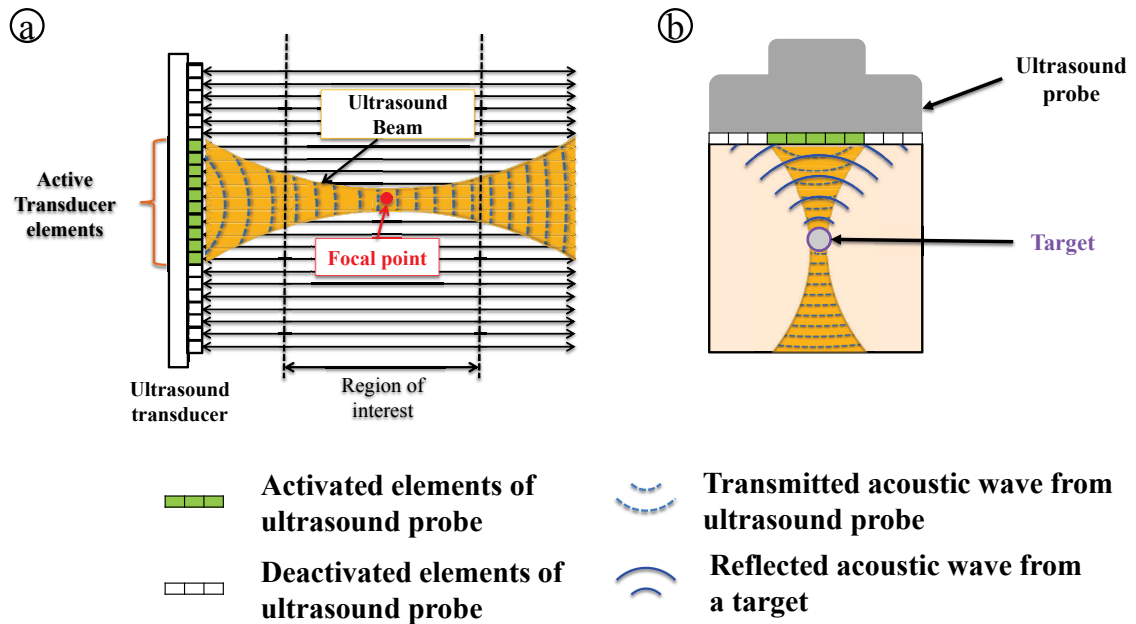 a
Ultrasound
Beam
Active
Transducer
elements
Focal point
Ultrasound
transducer
Region of
interest
b
Ultrasound
probe
Target
Activated elements of
ultrasound probe
Deactivated elements of
ultrasound probe
Transmitted acoustic wave from
ultrasound probe
Reflected acoustic wave from
a target